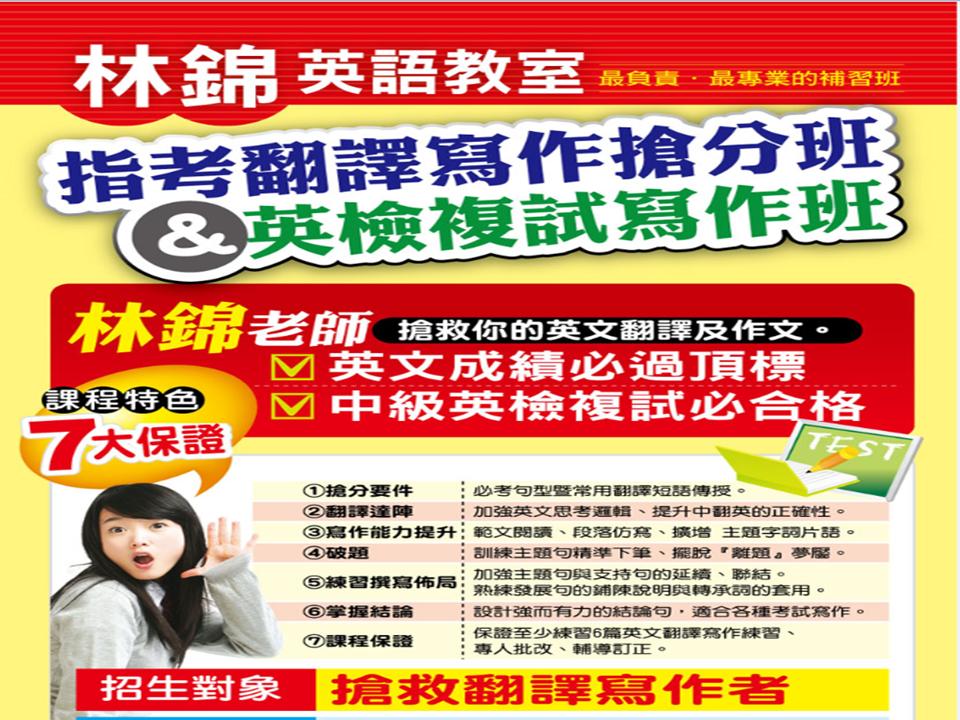 林錦 英語教室 最負責．最專業的補習班
指考翻譯寫作搶分班
&英檢複試寫作班
林錦老師 搶救你的英文翻譯及作文。
英文成績必過頂標
中級英檢複試必合格
課程特色
7大保證
TEST
①搶分要件 必考句型暨常用翻譯短語傳授。
②翻譯達陣 加強英文思考邏輯、提升中翻英的正確性。
③寫作能力提升 範文閱讀、段落仿寫、擴增 主題字詞片語。
④破題 訓練主題句精準下筆、擺脫『離題』夢魘。
⑤練習撰寫佈局 加強主題句與支持句的延續、聯結。
熟練發展句的鋪陳說明與轉承詞的套用。
⑥掌握結論 設計強而有力的結論句，適合各種考試寫作。
⑦課程保證 保證至少練習6篇英文翻譯寫作練習、
專人批改、輔導訂正。
招生對象 搶救翻譯寫作者